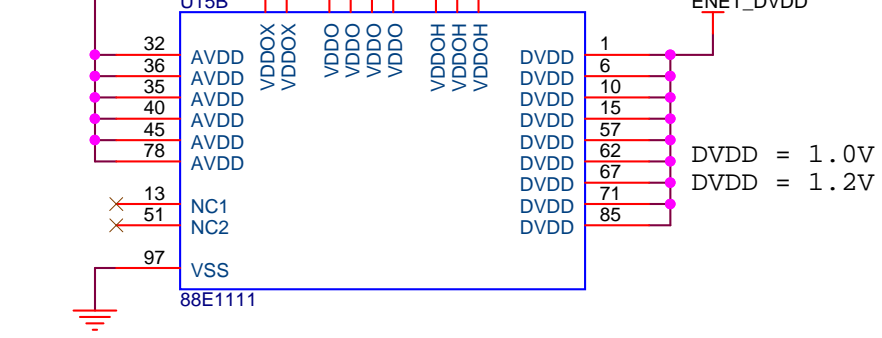 U15B
ENET_DVDD
VDDOX
VDDOX
VDDO
VDDO
VDDO
VDDO
VDDOH
VDDOH
VDDOH
32 AVDD
36 AVDD
35 AVDD
40 AVDD
45 AVDD
78 AVDD
13 NC1
51 NC2
97 VSS
DVDD 1
DVDD 6
DVDD 10
DVDD 15
DVDD 57
DVDD 62
DVDD 67
DVDD 71
DVDD 85
DVDD = 1.0V
DVDD = 1.2V
88E1111